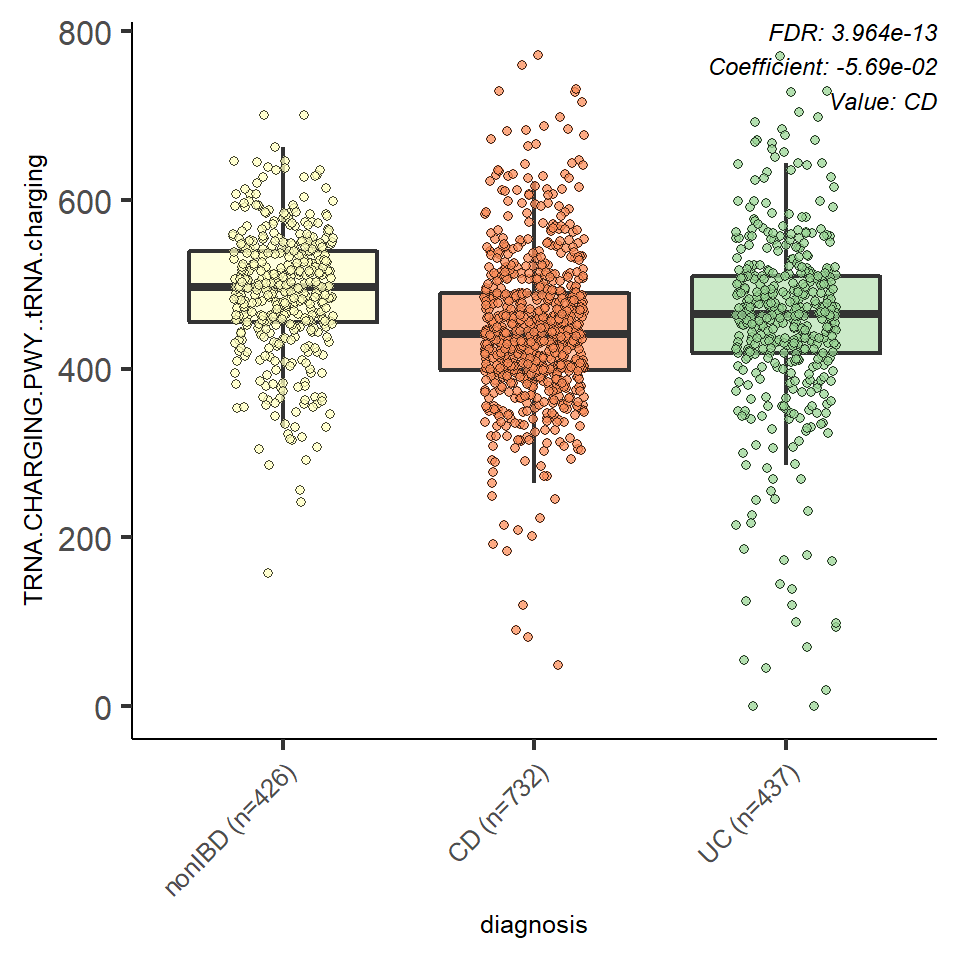 FDR: 3.964e-13
Coefficient: -5.69e-02
Value: CD
TRNA.CHARGING.PWY..tRNA.charging
800
600
400
200
0
nonIBD (n=426)
CD (n=732)
UC (n=437)
diagnosis